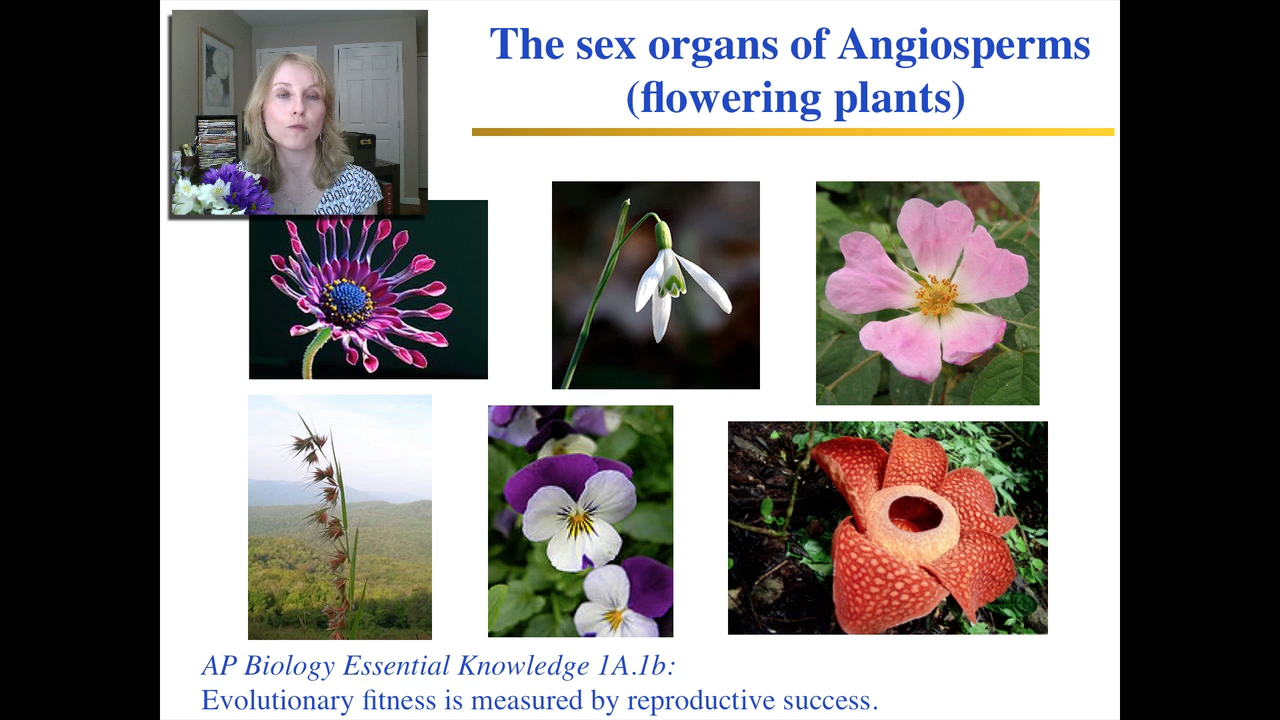 The sex organs of Angiosperms
(flowering plants)
AP Biology Essential Knowledge 1A.1b:
Evolutionary fitness is measured by reproductive success.